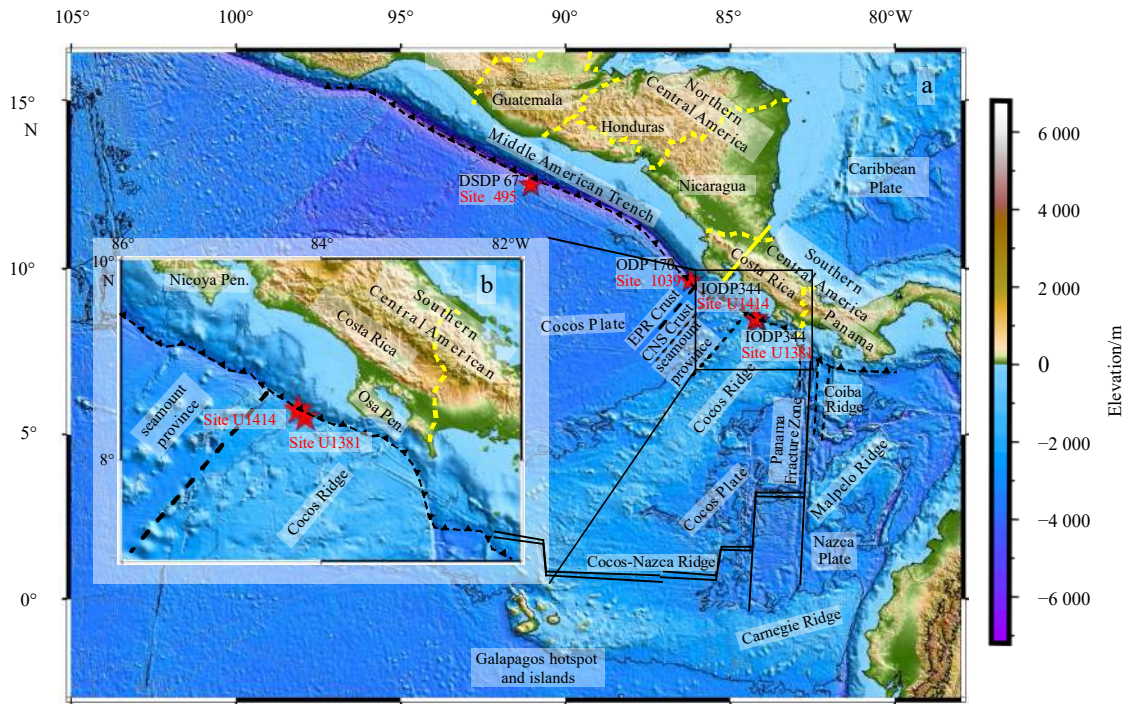 105°
100°
95°
90°
85°
80°W
15°
N
10°
5°
0°
a
Guatemala
Honduras
Northern
Central America
Nicaragua
Middle American Trench
Caribbean
Plate
DSDP 67
Site 495
ODP 170
Site 1039
IODP344
Site U1414
IODP344
Site U1381
Costa Rica
Southern
Central America
Panama
Cocos Plate
EPR Crust
CNS Crust
seamount
province
Cocos Ridge
Coiba
Ridge
Panama
Fracture Zone
Malpelo Ridge
Cocos Plate
Nazca
Plate
Cocos-Nazca Ridge
Carnegie Ridge
Galapagos hotspot
and islands
86°
84°
82°W
10°
N
8°
b
Nicoya Pen.
Southern
Central American
Costa Rica
Osa Pen.
seamount
province
Site U1414
Site U1381
Cocos Ridge
6 000
4 000
2 000
0
−2 000
−4 000
−6 000
Elevation/m